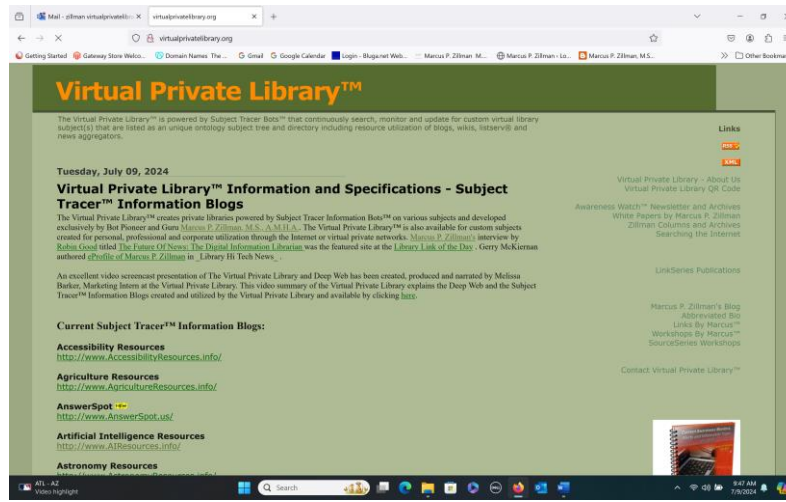 Mail - zillman virtualprivatelib
virtualprivatelibrary.org
virtualprivatelibrary.org
Getting Started
Gateway Store Welco...
Domain Names The ...
Gmail
Google Calendar
Login - Bluga.net Web...
Marcus P. Zillman M...
Marcus P. Zillman - Lo...
Marcus P. Zillman, M.S...
Other Bookma
Virtual Private Library™
The Virtual Private Library™ is powered by Subject Tracer Bots™ that continuously search, monitor and update for custom virtual library
subject(s) that are listed as an unique ontology subject tree and directory including resource utilization of blogs, wikis, listserv® and
news aggregators.
Tuesday, July 09, 2024
Virtual Private Library™ Information and Specifications - Subject
Tracer™ Information Blogs
The Virtual Private Library™ creates private libraries powered by Subject Tracer Information Bots™ on various subjects and developed
exclusively by Bot Pioneer and Guru Marcus P. Zillman, M.S., A.M.H.A.. The Virtual Private Library™ is also available for custom subjects
created for personal, professional and corporate utilization through the Internet or virtual private networks. Marcus P. Zillman's interview by
Robin Good titled The Future Of News: The Digital Information Librarian was the featured site at the Library Link of the Day . Gerry McKiernan
authored eProfile of Marcus P. Zillman in _Library Hi Tech News_ .
An excellent video screencast presentation of The Virtual Private Library and Deep Web has been created, produced and narrated by Melissa
Barker, Marketing Intern at the Virtual Private Library. This video summary of the Virtual Private Library explains the Deep Web and the Subject
Tracer™ Information Blogs created and utilized by the Virtual Private Library and available by clicking here.
Current Subject Tracer™ Information Blogs:
Accessibility Resources
http://www.AccessibilityResources.info/
Agriculture Resources
http://www.AgricultureResources.info/
AnswerSpot
http://www.AnswerSpot.us/
Artificial Intelligence Resources
http://www.AIResources.info/
Astronomy Resources
Links
RSS
XML
Virtual Private Library - About Us
Virtual Private Library QR Code
Awareness Watch™ Newsletter and Archives
White Papers by Marcus P. Zillman
Zillman Columns and Archives
Searching the Internet
LinkSeries Publications
Marcus P. Zillman's Blog
Abbreviated Bio
Links By Marcus™
Workshops By Marcus™
SourceSeries Workshops
Contact Virtual Private Library™
ATL - AZ
Video highlight
Search
9:47 AM
7/9/2024